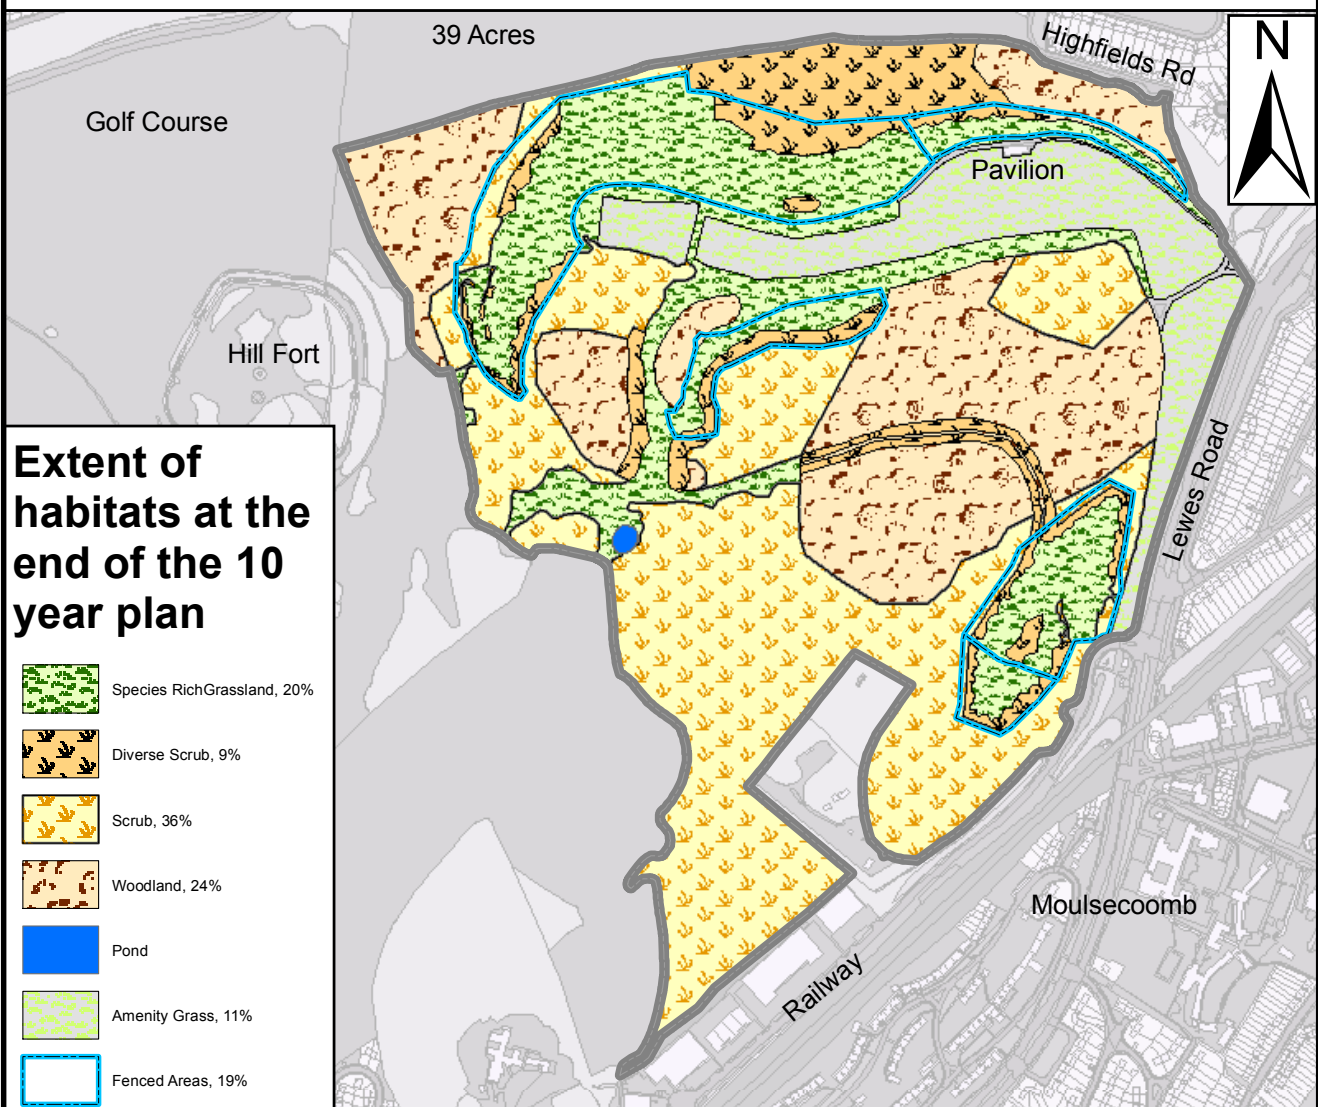 39 Acres
Highfields Rd
N
Golf Course
Pavilion
Hill Fort
Lewes Road
Extent of
habitats at the
end of the 10
year plan
Species RichGrassland, 20%
Diverse Scrub, 9%
Scrub, 36%
Woodland, 24%
Pond
Amenity Grass, 11%
Fenced Areas, 19%
Moulsecoomb
Railway